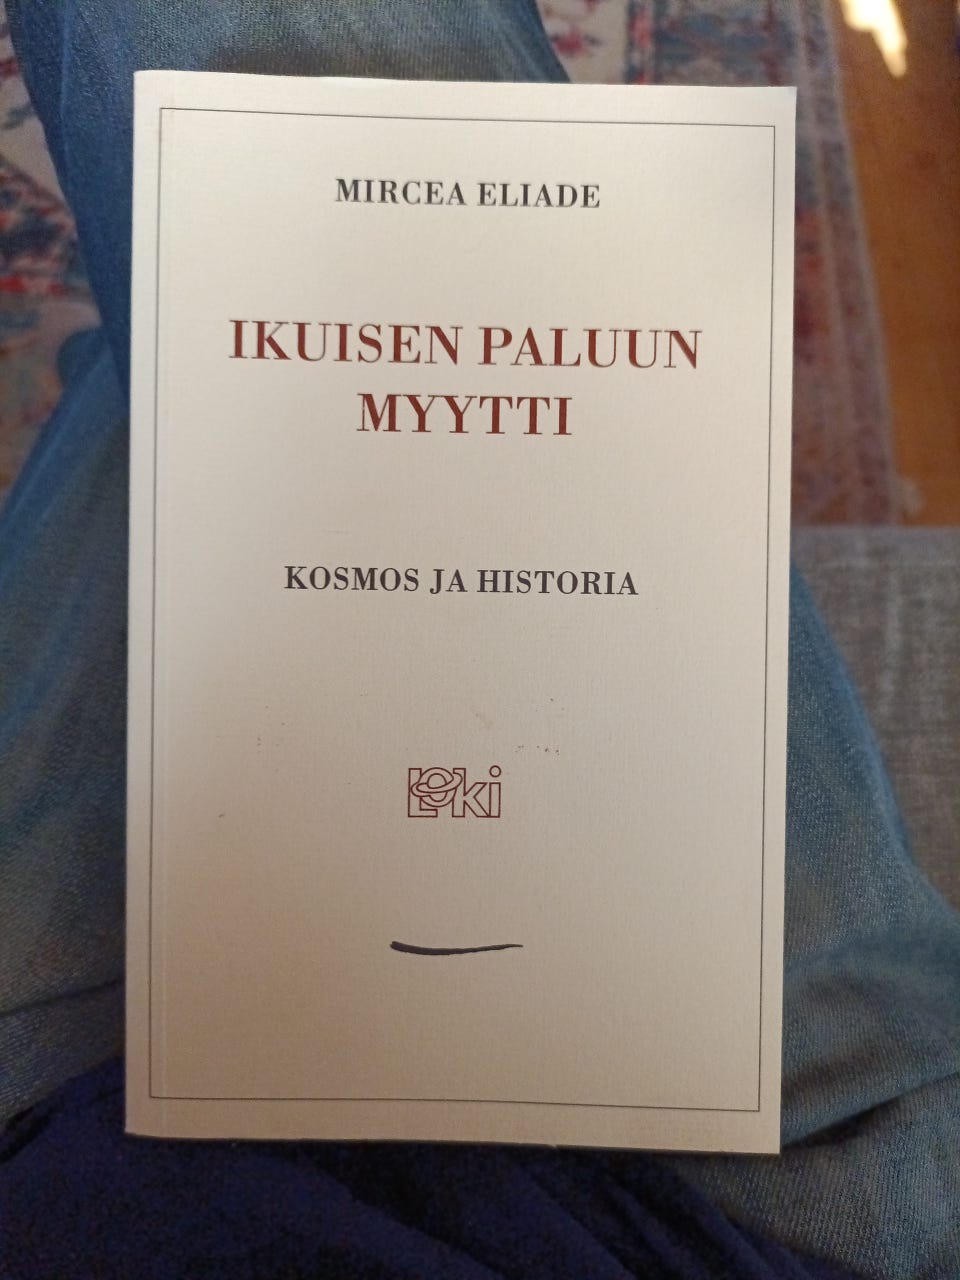 MIRCEA ELIADE
IKUISEN PALUUN
MYYTTI
KOSMOS JA HISTORIA
Loki